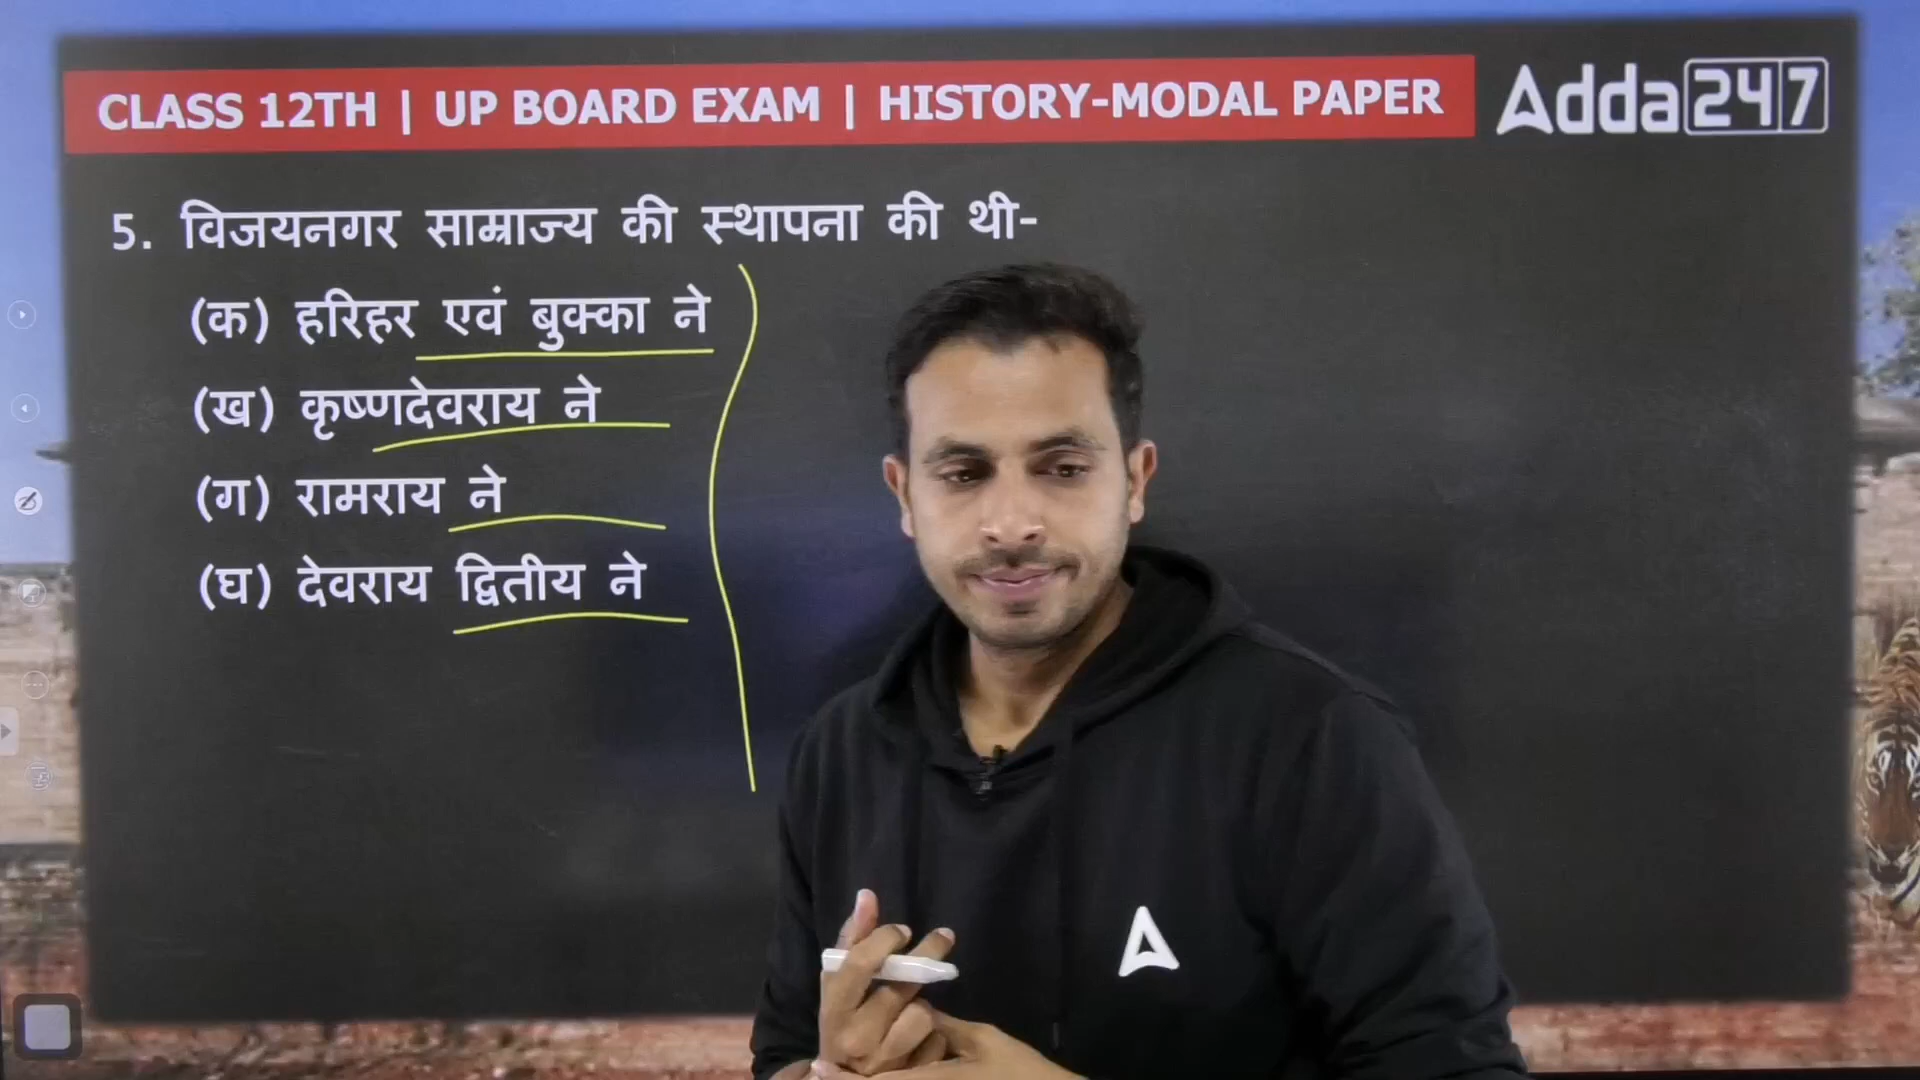 CLASS 12TH | UP BOARD EXAM | HISTORY-MODAL PAPER
Adda247
5. विजयनगर साम्राज्य की स्थापना की थी-
(क) हरिहर एवं बुक्का ने
(ख) कृष्णदेवराय ने
(ग) रामराय ने
(घ) देवराय द्वितीय ने